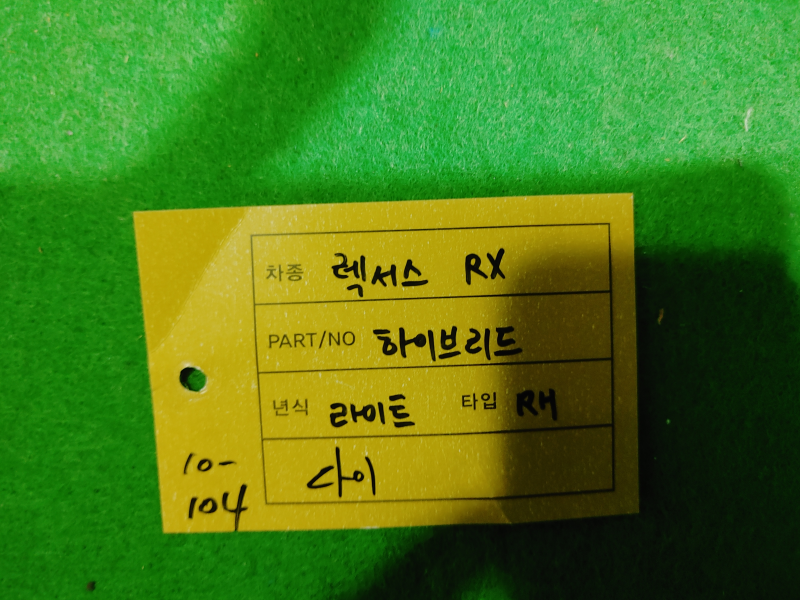 차종 렉서스 RX
PART/NO 하이브리드
년식 라이트 타입 RH
다이
10-
104